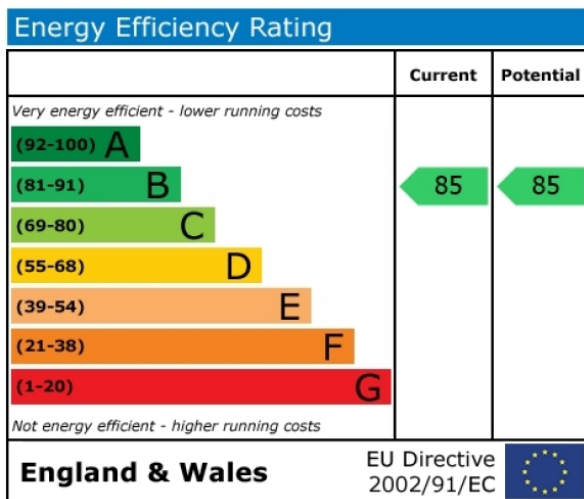 Energy Efficiency Rating
Current Potential
Very energy efficient - lower running costs
(92-100) A
(81-91) B 85 85
(69-80) C
(55-68) D
(39-54) E
(21-38) F
(1-20) G
Not energy efficient - higher running costs
England & Wales
EU Directive
2002/91/EC